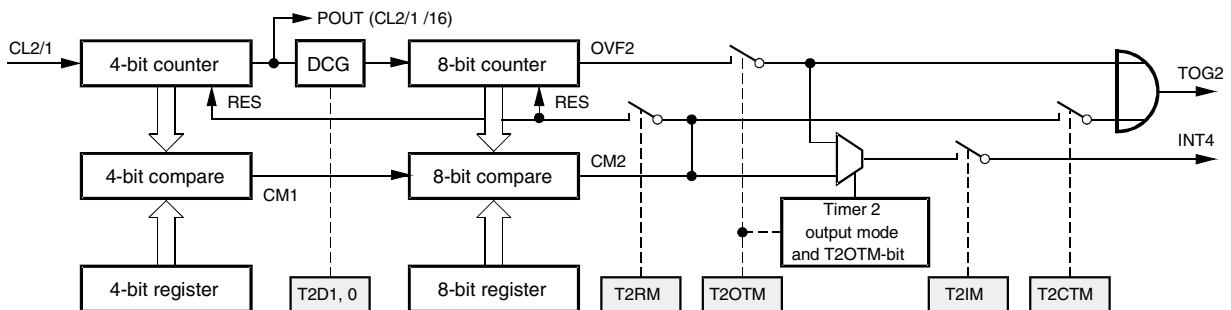 POUT (CL2/1 /16)
CL2/1
4-bit counter
DCG
8-bit counter
OVF2
TOG2
RES
RES
INT4
4-bit compare
CM1
8-bit compare
CM2
Timer 2
output mode
and T2OTM-bit
4-bit register
T2D1, 0
8-bit register
T2RM
T2OTM
T2IM
T2CTM